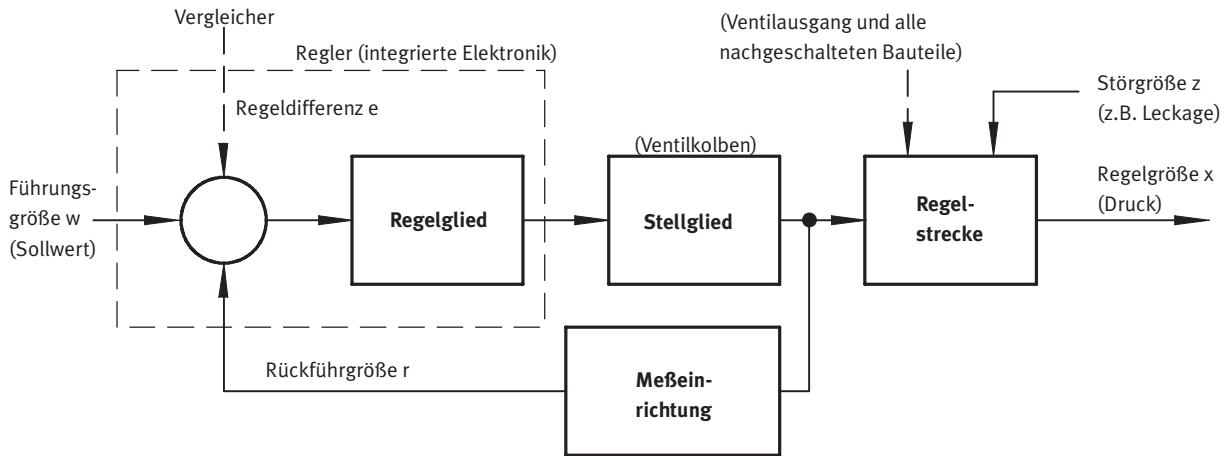 Vergleicher
Regler (integrierte Elektronik)
(Ventilausgang und alle
nachgeschalteten Bauteile)
Störgröße z
(z.B. Leckage)
Regeldifferenz e
(Ventilkolben)
Führungs-
größe w
(Sollwert)
Regelglied
Stellglied
Regel-
strecke
Regelgröße x
(Druck)
Rückführgröße r
Meßein-
richtung